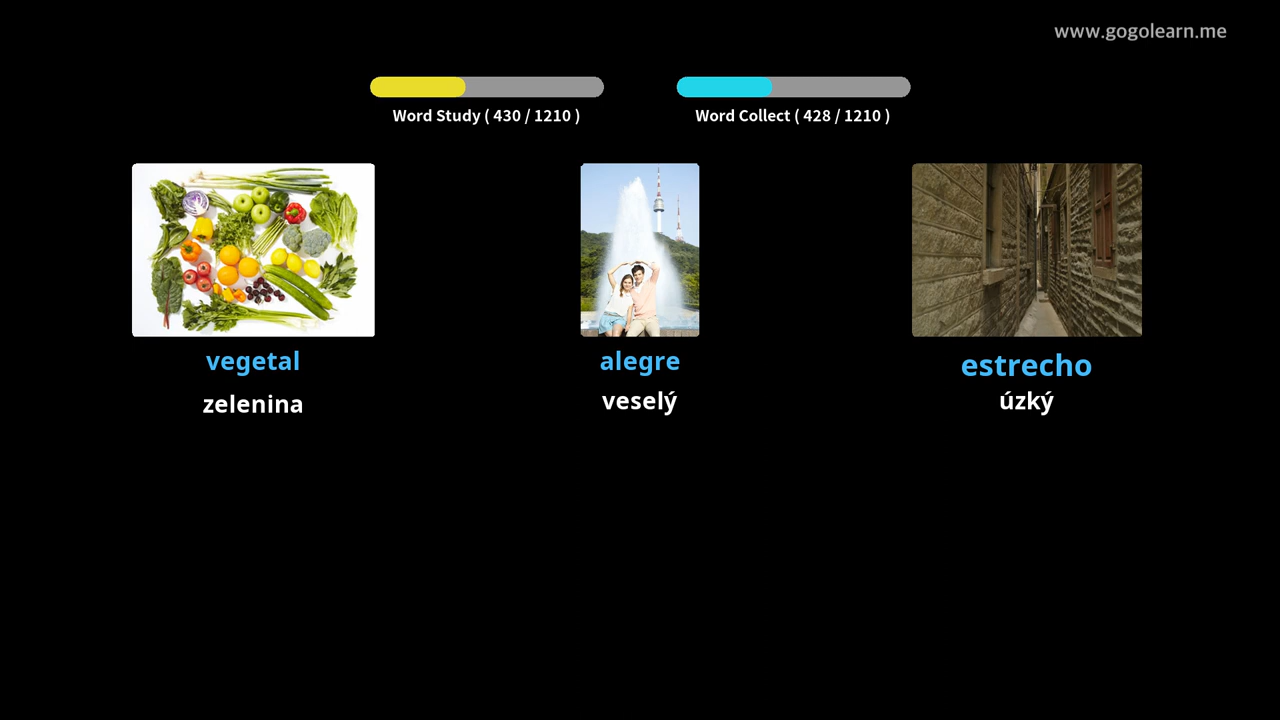 www.gogolearn.me
Word Study ( 430 / 1210 )
Word Collect ( 428 / 1210 )
vegetal
zelenina
alegre
veselý
estrecho
úzký